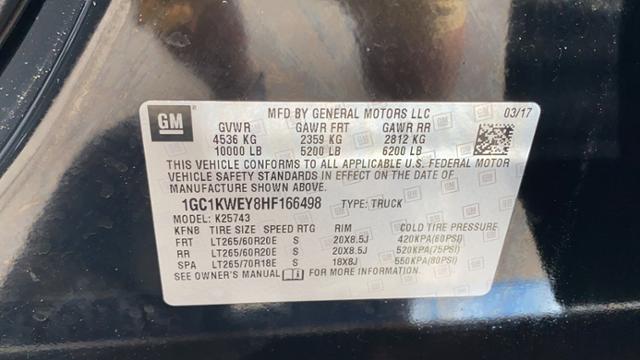 GM
MFD BY GENERAL MOTORS LLC 03/17
GVWR GAWR FRT GAWR RR
4536 KG 2359 KG 2812 KG
10000 LB 5200 LB 6200 LB
THIS VEHICLE CONFORMS TO ALL APPLICABLE U.S. FEDERAL MOTOR
VEHICLE SAFETY STANDARDS IN EFFECT ON THE DATE OF
MANUFACTURE SHOWN ABOVE.
1GC1KWEY8HF166498 TYPE: TRUCK
MODEL: K25743
KFNB TIRE SIZE SPEED RTG RIM COLD TIRE PRESSURE
FRT LT265/60R20E S 20X8.5J 420KPA(60PSI)
RR LT265/60R20E S 20X8.5J 520KPA(75PSI)
SPA LT265/70R18E S 18X8J 550KPA(80PSI)
SEE OWNER'S MANUAL FOR MORE INFORMATION.